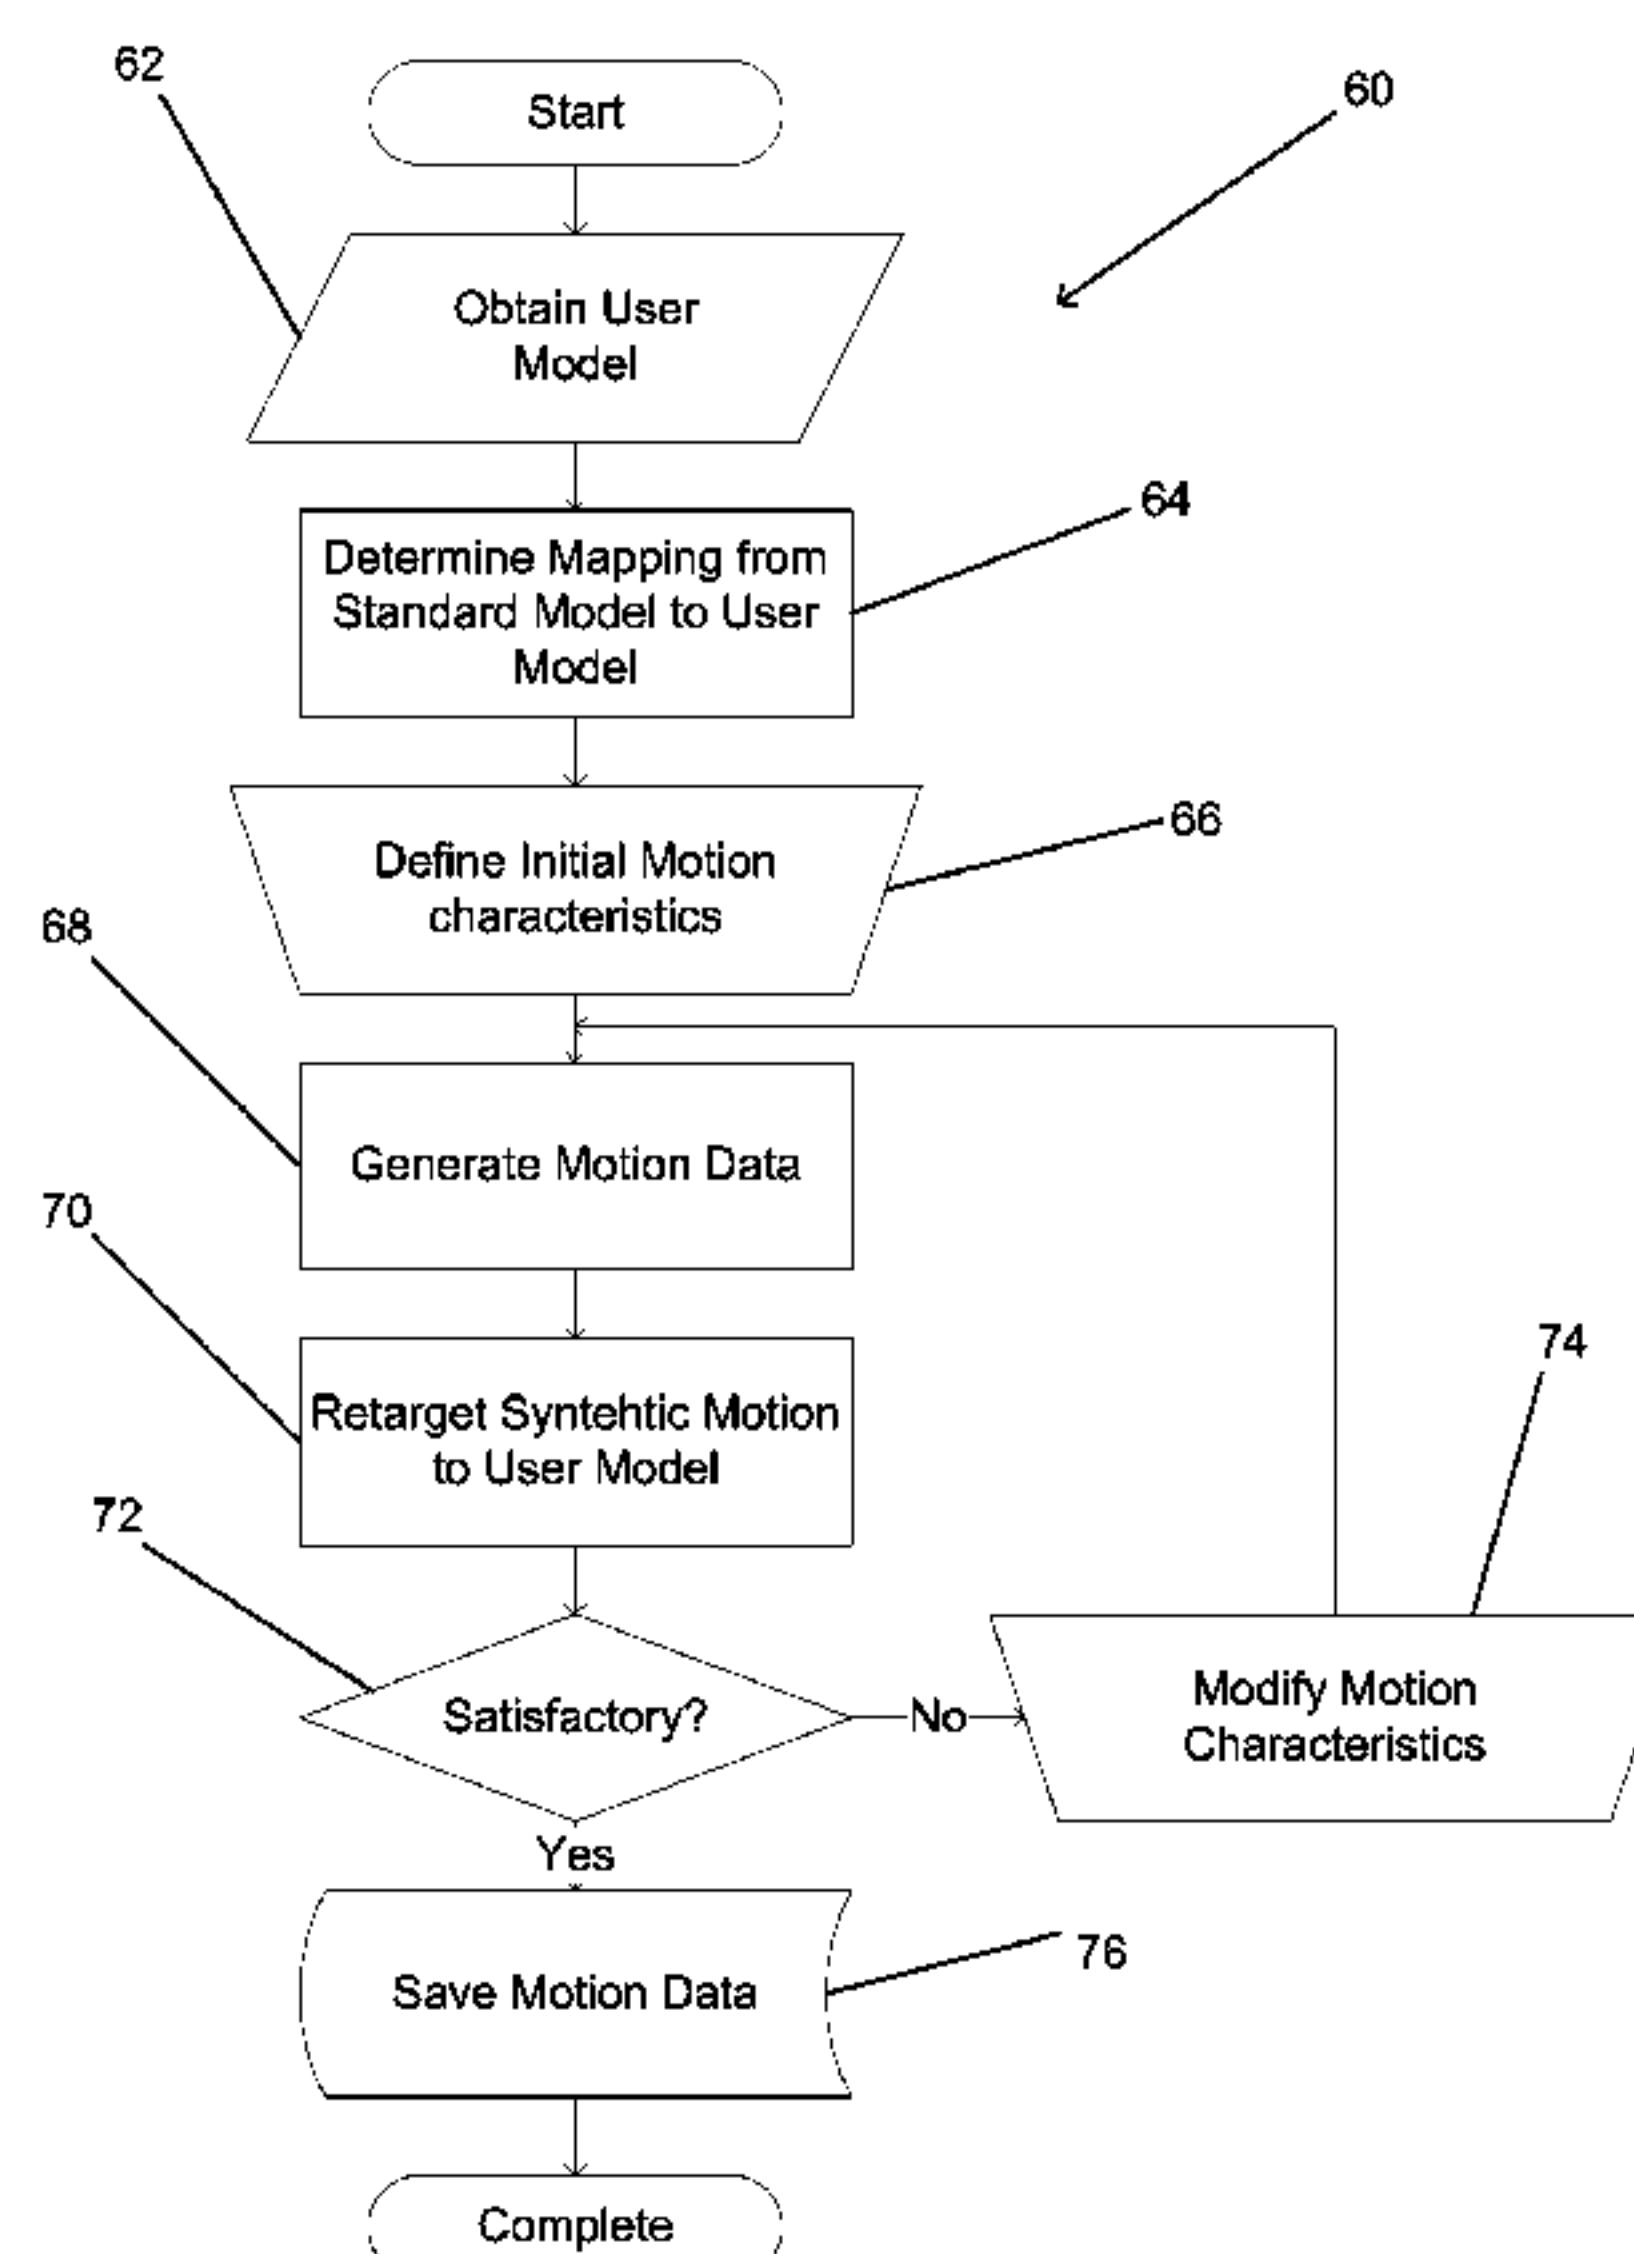 62
Start
60
Obtain User
Model
64
Determine Mapping from
Standard Model to User
Model
66
Define Initial Motion
characteristics
68
Generate Motion Data
70
Retarget Syntehtic Motion
to User Model
74
72
Satisfactory?
No
Modify Motion
Characteristics
Yes
Save Motion Data
76
Complete